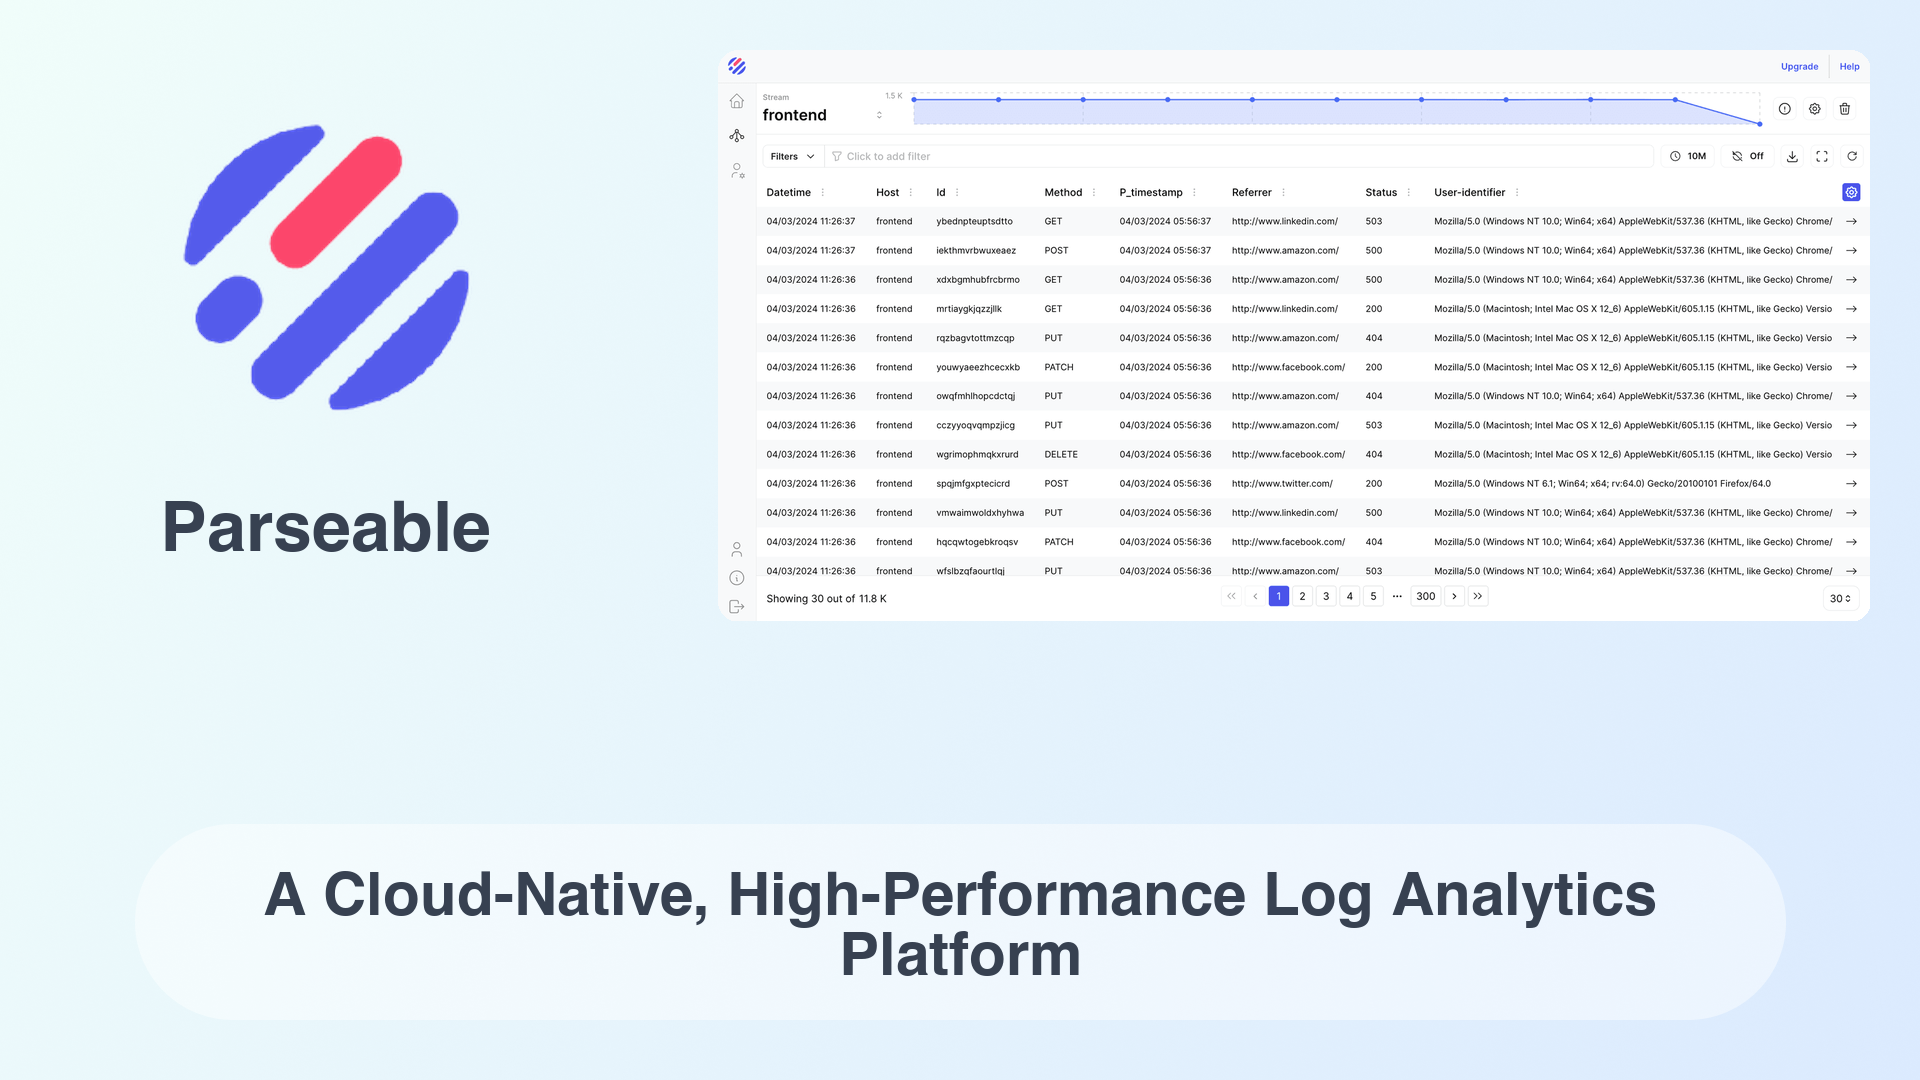 Parseable
Upgrade Help
Stream
frontend
1.5 K
Filters Click to add filter 10M Off
Datetime Host Id Method P_timestamp Referrer Status User-identifier
04/03/2024 11:26:37 frontend ybednpteuptsdtto GET 04/03/2024 05:56:37 http://www.linkedin.com/ 503 Mozilla/5.0 (Windows NT 10.0; Win64; x64) AppleWebKit/537.36 (KHTML, like Gecko) Chrome/
04/03/2024 11:26:37 frontend iekthmvrbwuxeaez POST 04/03/2024 05:56:37 http://www.amazon.com/ 500 Mozilla/5.0 (Windows NT 10.0; Win64; x64) AppleWebKit/537.36 (KHTML, like Gecko) Chrome/
04/03/2024 11:26:36 frontend xdxbgmhubfrcbrmo GET 04/03/2024 05:56:36 http://www.amazon.com/ 500 Mozilla/5.0 (Windows NT 10.0; Win64; x64) AppleWebKit/537.36 (KHTML, like Gecko) Chrome/
04/03/2024 11:26:36 frontend mrtiaygkjqzzjllk GET 04/03/2024 05:56:36 http://www.linkedin.com/ 200 Mozilla/5.0 (Macintosh; Intel Mac OS X 12_6) AppleWebKit/605.1.15 (KHTML, like Gecko) Versio
04/03/2024 11:26:36 frontend rqzbagvtottmzcqp PUT 04/03/2024 05:56:36 http://www.amazon.com/ 404 Mozilla/5.0 (Macintosh; Intel Mac OS X 12_6) AppleWebKit/605.1.15 (KHTML, like Gecko) Versio
04/03/2024 11:26:36 frontend youwyaeezhcecxkb PATCH 04/03/2024 05:56:36 http://www.facebook.com/ 200 Mozilla/5.0 (Macintosh; Intel Mac OS X 12_6) AppleWebKit/605.1.15 (KHTML, like Gecko) Versio
04/03/2024 11:26:36 frontend owqfmhlhopcdctqj PUT 04/03/2024 05:56:36 http://www.amazon.com/ 404 Mozilla/5.0 (Windows NT 10.0; Win64; x64) AppleWebKit/537.36 (KHTML, like Gecko) Chrome/
04/03/2024 11:26:36 frontend cczyyoqvqmpzjicg PUT 04/03/2024 05:56:36 http://www.amazon.com/ 503 Mozilla/5.0 (Macintosh; Intel Mac OS X 12_6) AppleWebKit/605.1.15 (KHTML, like Gecko) Versio
04/03/2024 11:26:36 frontend wgrimophmqkxrurd DELETE 04/03/2024 05:56:36 http://www.facebook.com/ 404 Mozilla/5.0 (Macintosh; Intel Mac OS X 12_6) AppleWebKit/605.1.15 (KHTML, like Gecko) Versio
04/03/2024 11:26:36 frontend spqjmfgxptecicrd POST 04/03/2024 05:56:36 http://www.twitter.com/ 200 Mozilla/5.0 (Windows NT 6.1; Win64; x64; rv:64.0) Gecko/20100101 Firefox/64.0
04/03/2024 11:26:36 frontend vmwaimwoldxhyhwa PUT 04/03/2024 05:56:36 http://www.linkedin.com/ 500 Mozilla/5.0 (Windows NT 10.0; Win64; x64) AppleWebKit/537.36 (KHTML, like Gecko) Chrome/
04/03/2024 11:26:36 frontend hqcqwtogebkroqsv PATCH 04/03/2024 05:56:36 http://www.facebook.com/ 404 Mozilla/5.0 (Windows NT 10.0; Win64; x64) AppleWebKit/537.36 (KHTML, like Gecko) Chrome/
04/03/2024 11:26:36 frontend wfslbzqfaourtlqj PUT 04/03/2024 05:56:36 http://www.amazon.com/ 503 Mozilla/5.0 (Windows NT 10.0; Win64; x64) AppleWebKit/537.36 (KHTML, like Gecko) Chrome/
Showing 30 out of 11.8 K 1 2 3 4 5 ••• 300 30
A Cloud-Native, High-Performance Log Analytics
Platform